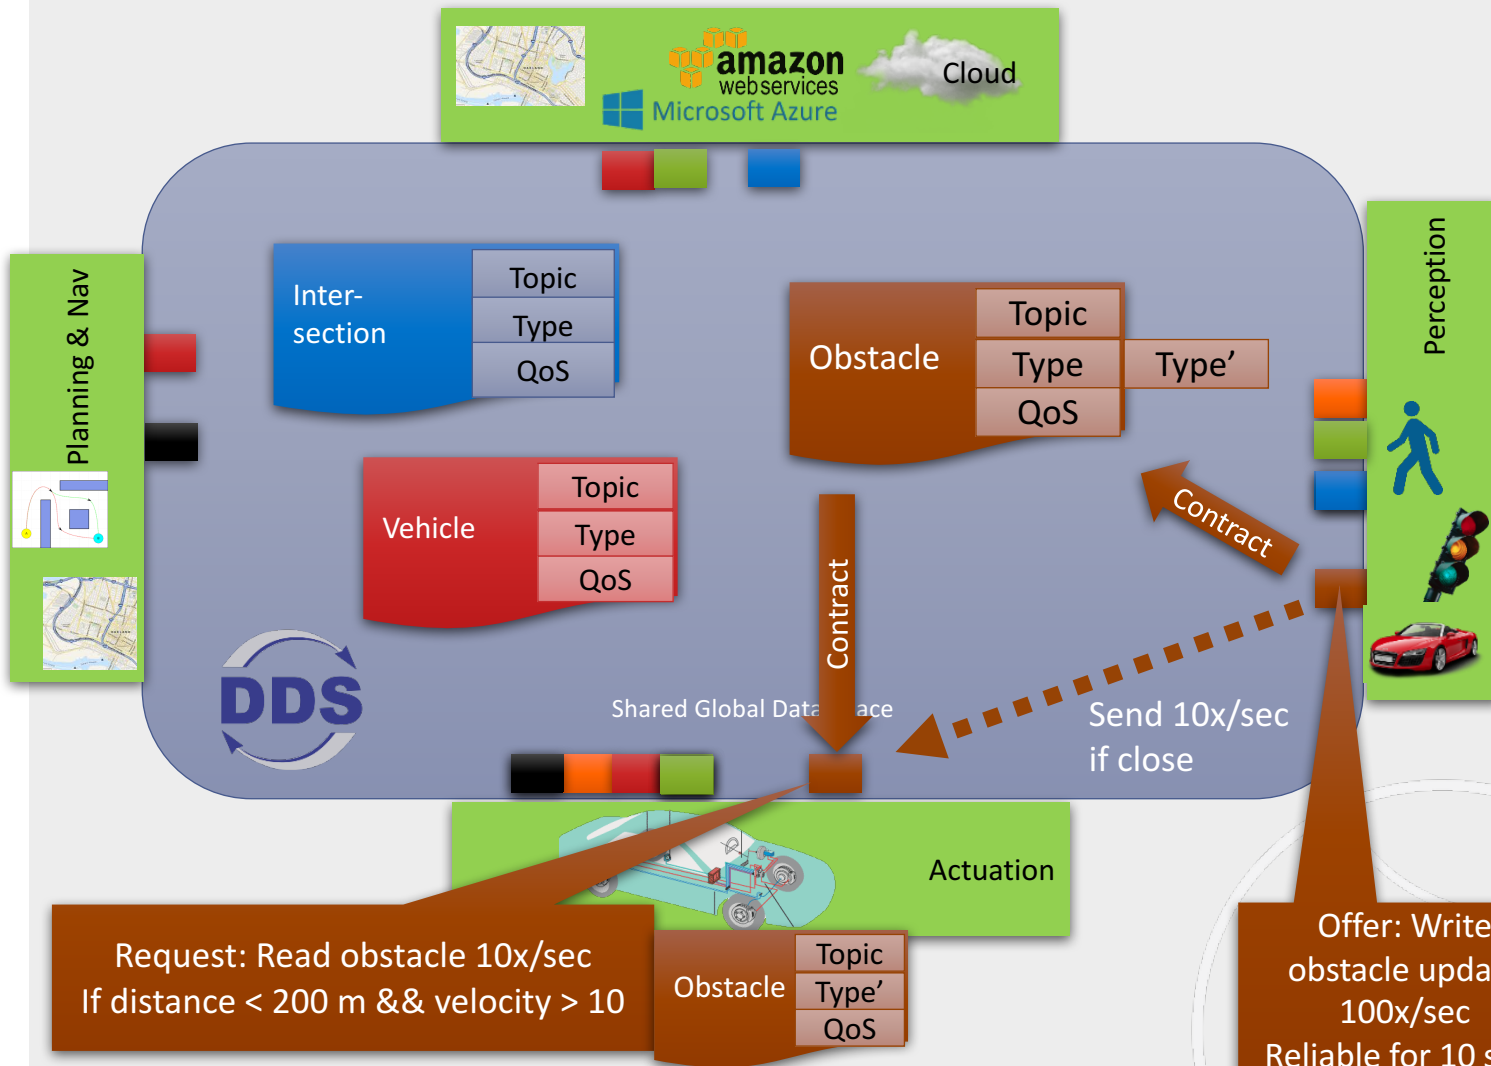 amazon
webservices
Microsoft Azure
Cloud
Planning & Nav
Inter-
section
Topic
Type
QoS
Obstacle
Topic
Type
QoS
Type’
Perception
Vehicle
Topic
Type
QoS
Contract
Contract
DDS
Shared Global Data
ace
Send 10x/sec
if close
Actuation
Request: Read obstacle 10x/sec
If distance < 200 m && velocity > 10
Obstacle
Topic
Type’
QoS
Offer: Write
obstacle upda
100x/sec
Reliable for 10 s